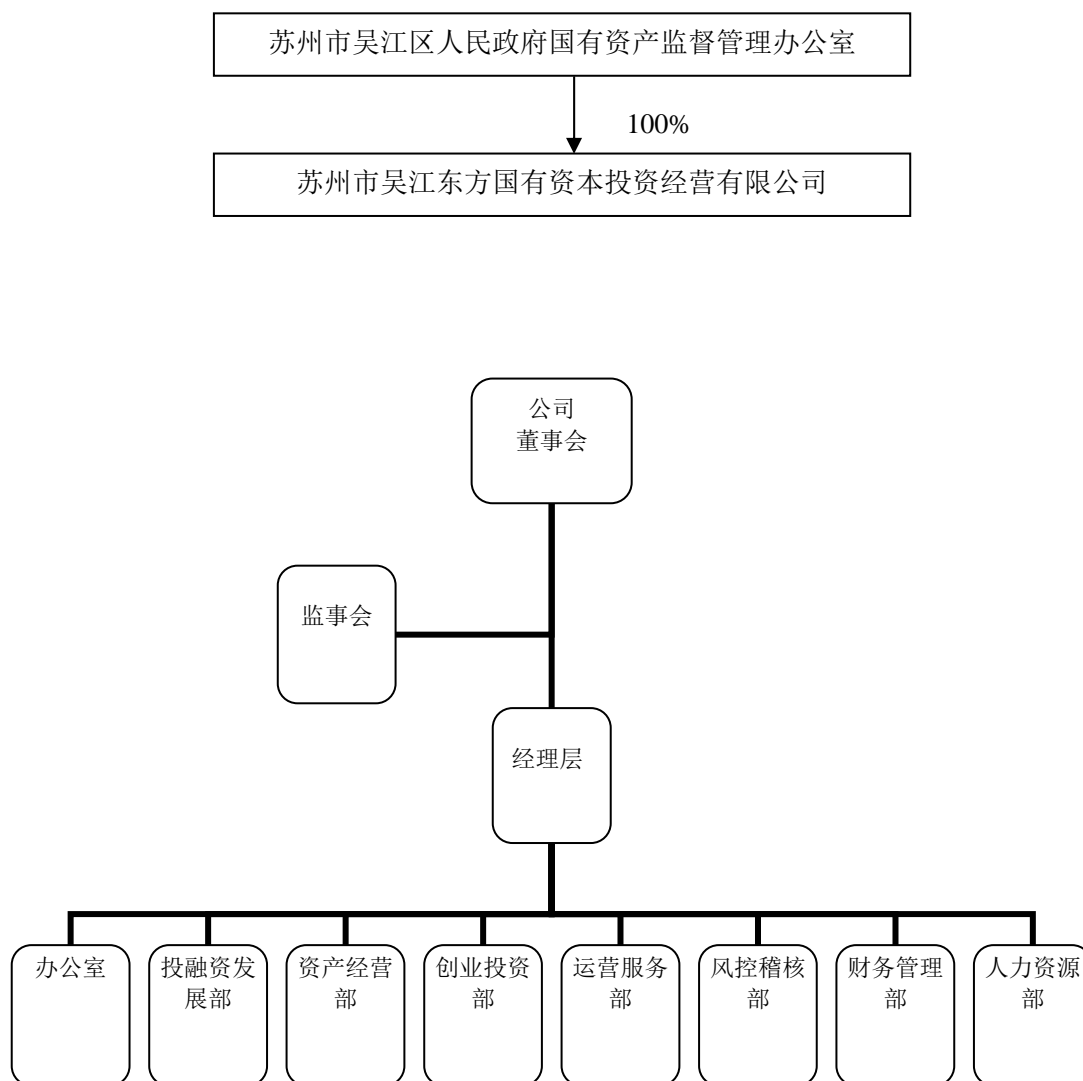 苏州市吴江区人民政府国有资产监督管理办公室
100%
苏州市吴江东方国有资本投资经营有限公司
公司
董事会
监事会
经理层
办公室
投融资发
展部
资产经营
部
创业投资
部
运营服务
部
风控稽核
部
财务管理
部
人力资源
部